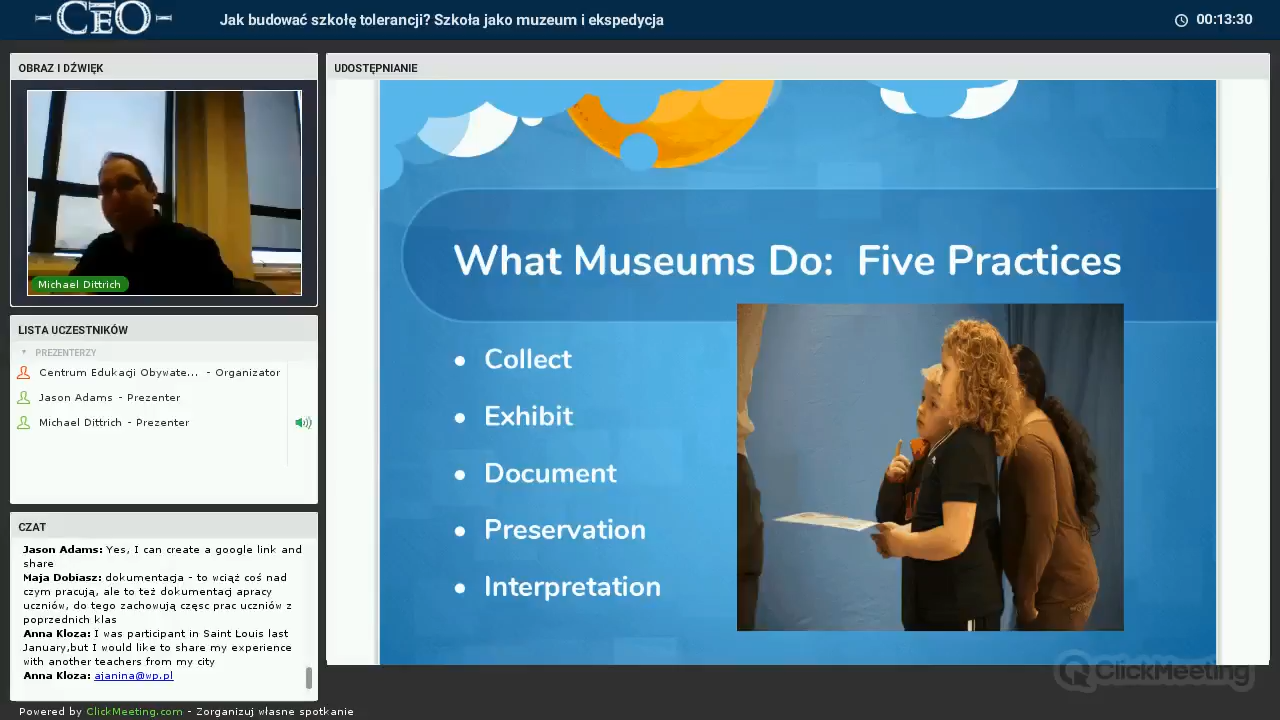 CEO
Jak budować szkołę tolerancji? Szkoła jako muzeum i ekspedycja
00:13:30
OBRAZ I DŹWIĘK
Michael Dittrich
LISTA UCZESTNIKÓW
PREZENTERZY
Centrum Edukacji Obywate... - Organizator
Jason Adams - Prezenter
Michael Dittrich - Prezenter
CZAT
Jason Adams: Yes, I can create a google link and
share
Maja Dobiasz: dokumentacja - to wciąż coś nad
czym pracują, ale to też dokumentacj apracy
uczniów, do tego zachowują częsc prac uczniów z
poprzednich klas
Anna Kloza: I was participant in Saint Louis last
January,but I would like to share my experience
with another teachers from my city
Anna Kloza: ajanina@wp.pl
UDOSTĘPNIANIE
What Museums Do: Five Practices
• Collect
• Exhibit
• Document
• Preservation
• Interpretation
ClickMeeting
Powered by ClickMeeting.com - Zorganizuj własne spotkanie